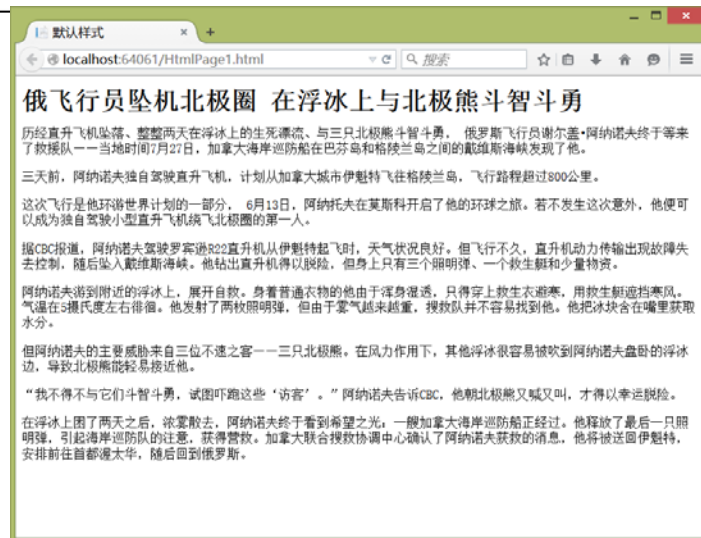 默认样式
localhost:64061/HtmlPage1.html
搜索
俄飞行员坠机北极圈 在浮冰上与北极熊斗智斗勇
历经直升飞机坠落、整整两天在浮冰上的生死漂流、与三只北极熊斗智斗勇， 俄罗斯飞行员谢尔盖•阿纳诺夫终于等来
了救援队——当地时间7月27日，加拿大海岸巡防船在巴芬岛和格陵兰岛之间的戴维斯海峡发现了他。
三天前，阿纳诺夫独自驾驶直升飞机，计划从加拿大城市伊魁特飞往格陵兰岛，飞行路程超过800公里。
这次飞行是他环游世界计划的一部分， 6月13日，阿纳托夫在莫斯科开启了他的环球之旅。若不发生这次意外，他便可
以成为独自驾驶小型直升飞机绕飞北极圈的第一人。
据CBC报道，阿纳诺夫驾驶罗宾逊R22直升机从伊魁特起飞时，天气状况良好。但飞行不久，直升机动力传输出现故障失
去控制，随后坠入戴维斯海峡。他钻出直升机得以脱险，但身上只有三个照明弹、一个救生艇和少量物资。
阿纳诺夫游到附近的浮冰上，展开自救。身着普通衣物的他由于浑身湿透，只得穿上救生衣避寒，用救生艇遮挡寒风。
气温在5摄氏度左右徘徊。他发射了两枚照明弹，但由于雾气越来越重，搜救队并不容易找到他。他把冰块含在嘴里获取
水分。
但阿纳诺夫的主要威胁来自三位不速之客——三只北极熊。在风力作用下，其他浮冰很容易被吹到阿纳诺夫盘卧的浮冰
边，导致北极熊能轻易接近他。
“我不得不与它们斗智斗勇，试图吓跑这些‘访客’。”阿纳诺夫告诉CBC，他朝北极熊又喊又叫，才得以幸运脱险。
在浮冰上困了两天之后，浓雾散去，阿纳诺夫终于看到希望之光：一艘加拿大海岸巡防船正经过。他释放了最后一只照
明弹，引起海岸巡防队的注意，获得营救。加拿大联合搜救协调中心确认了阿纳诺夫获救的消息，他将被送回伊魁特，
安排前往首都渥太华，随后回到俄罗斯。